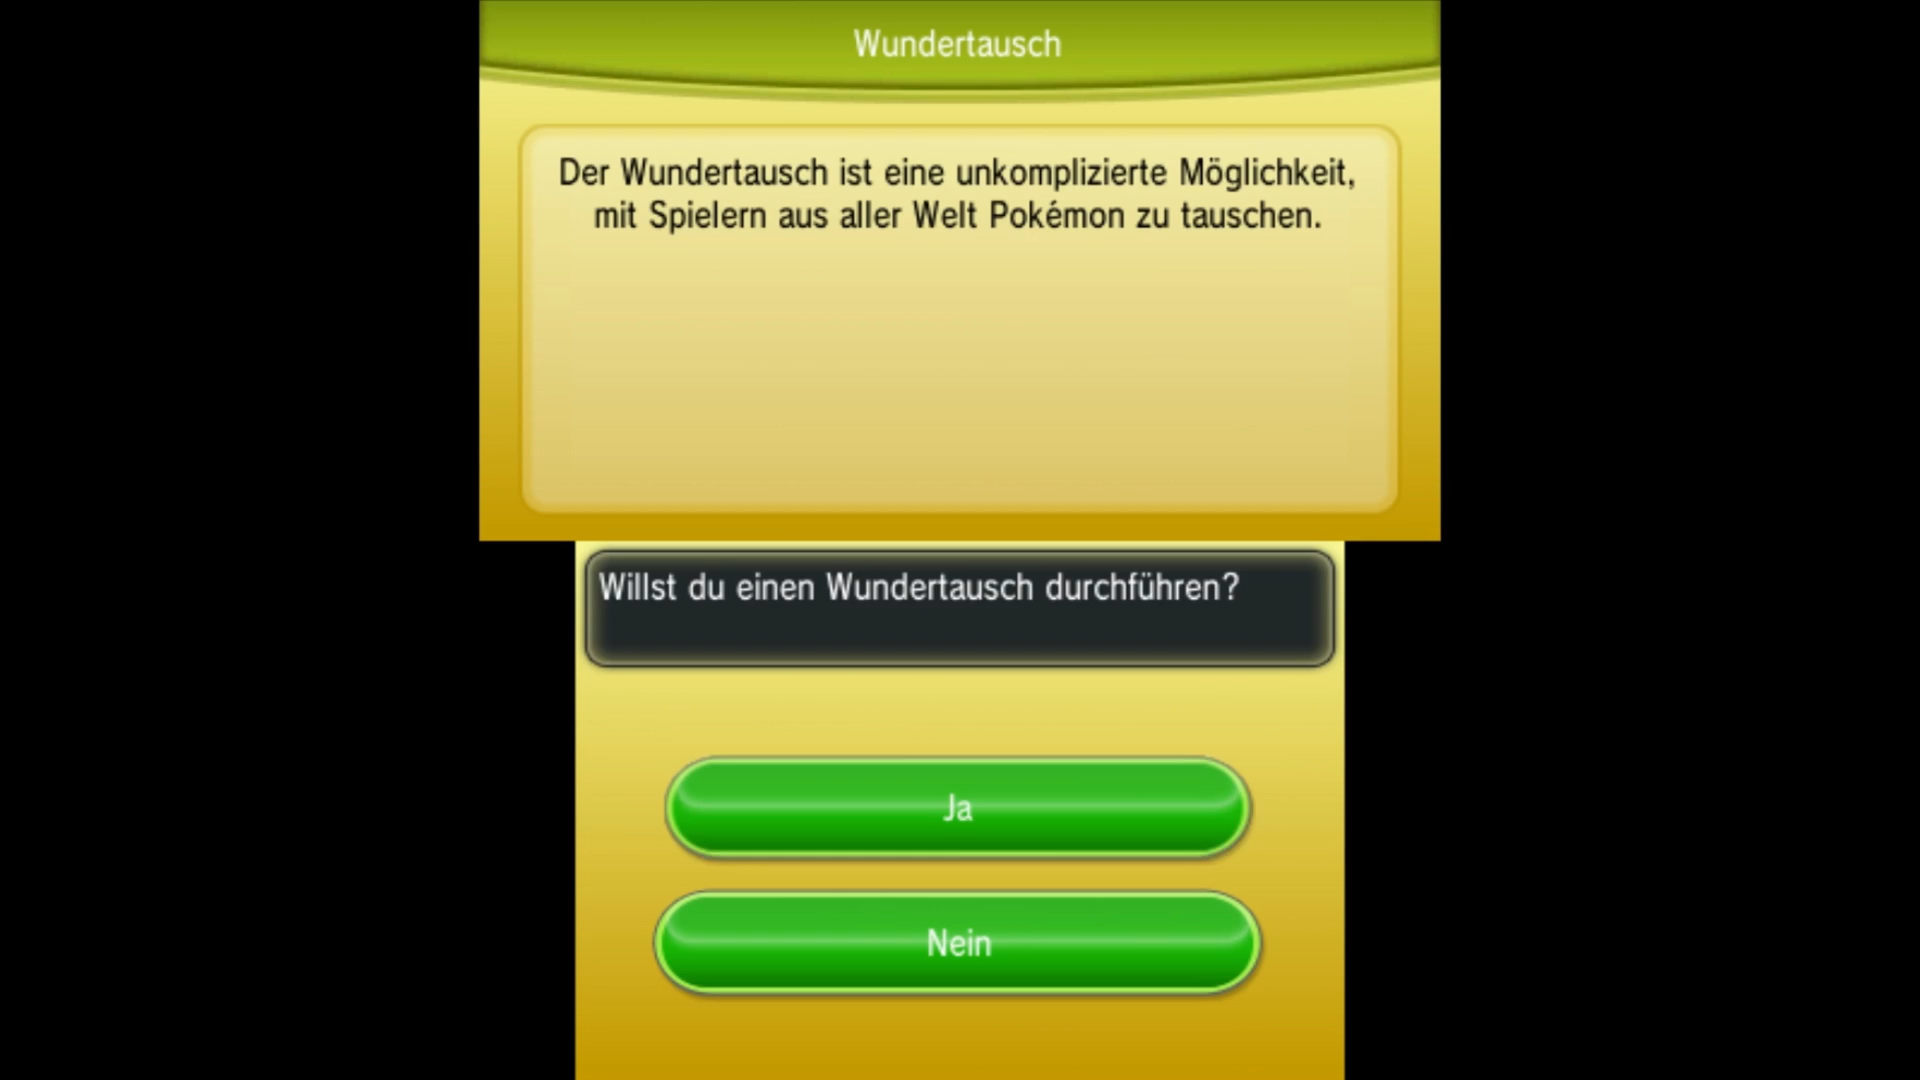 Wundertausch
Der Wundertausch ist eine unkomplizierte Möglichkeit,
mit Spielern aus aller Welt Pokémon zu tauschen.
Willst du einen Wundertausch durchführen?
Ja
Nein